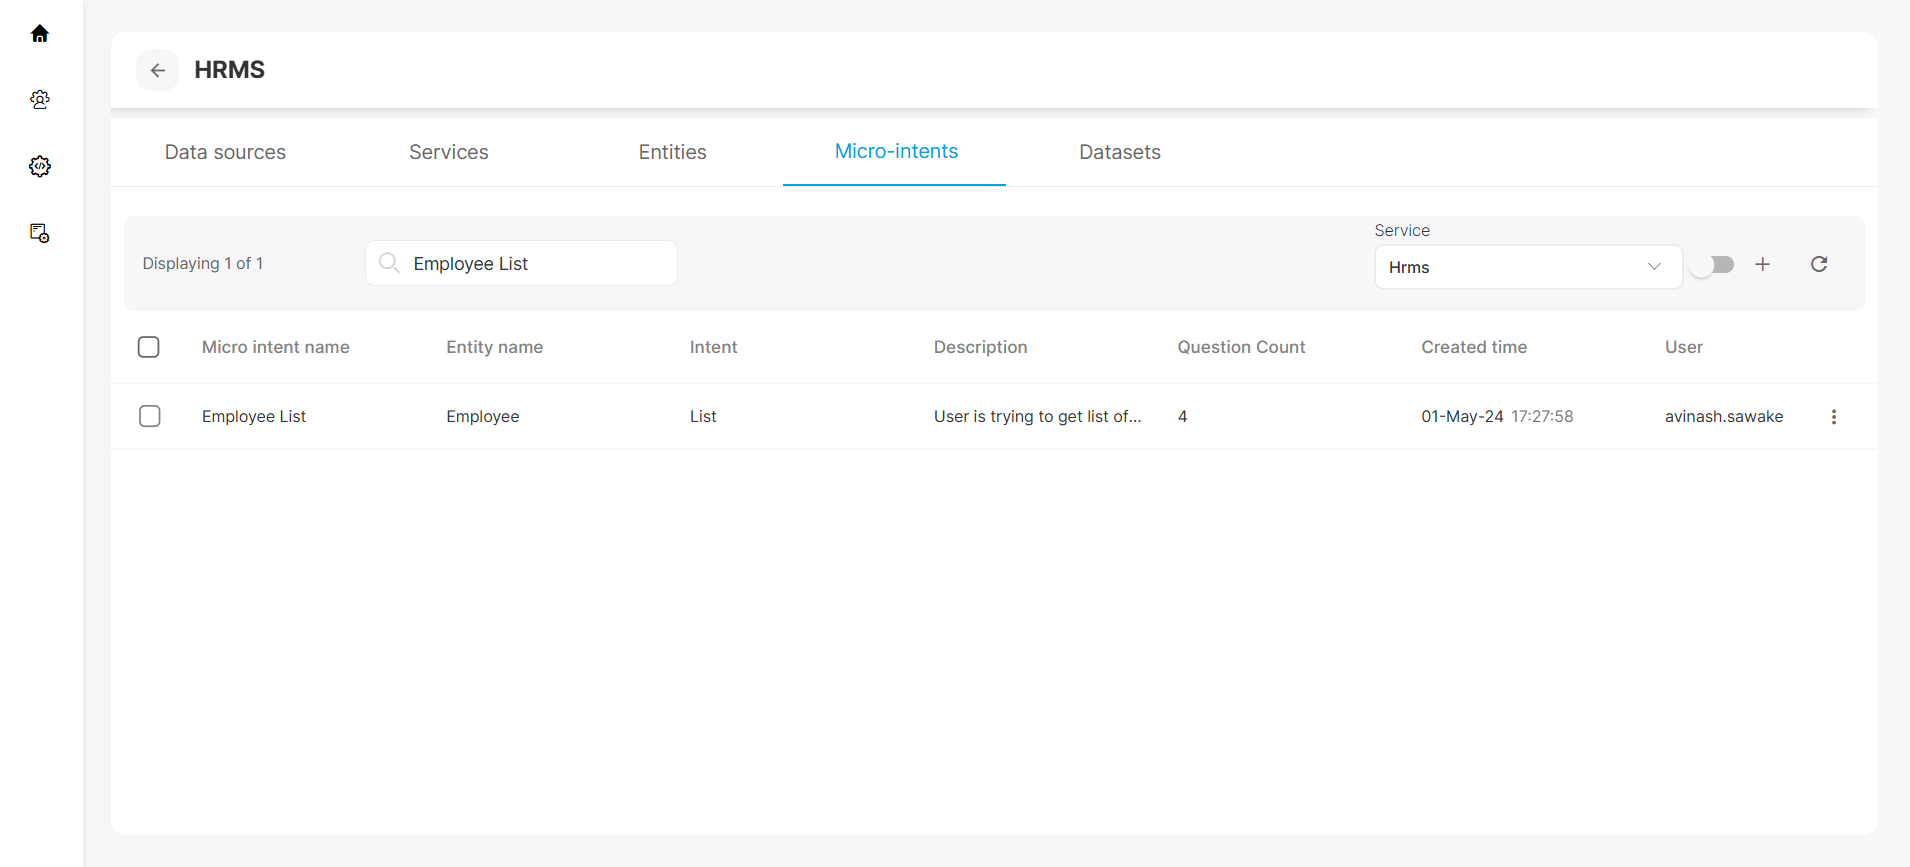 HRMS
Data sources Services Entities Micro-intents Datasets
Service
Displaying 1 of 1 Employee List Hrms
Micro intent name Entity name Intent Description Question Count Created time User
Employee List Employee List User is trying to get list of... 4 01-May-24 17:27:58 avinash.sawake